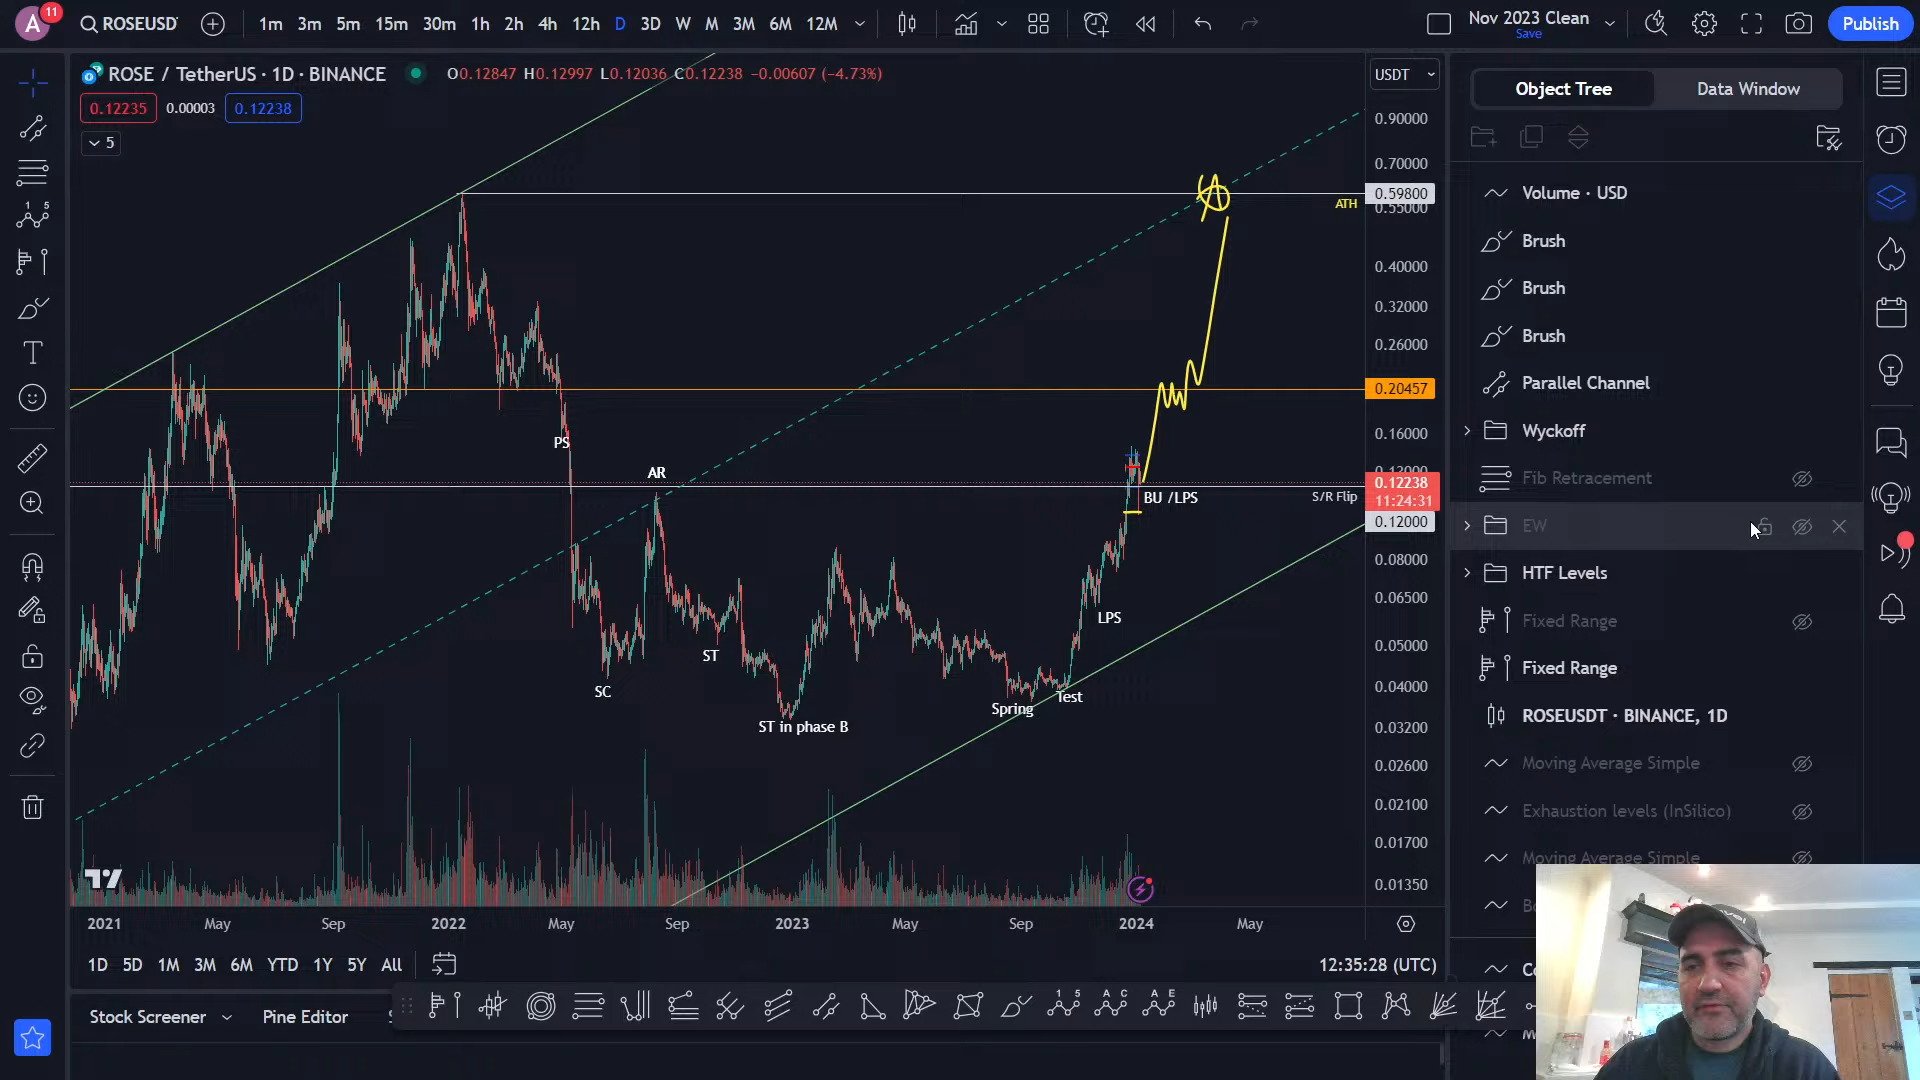 A
11
ROSEUSDT
1m 3m 5m 15m 30m 1h 2h 4h 12h D 3D W M 3M 6M 12M
Nov 2023 Clean
Save
Publish
ROSE / TetherUS · 1D · BINANCE
O0.12847 H0.12997 L0.12036 C0.12238 −0.00607 (−4.73%)
0.12235 0.00003 0.12238
5
USDT
0.90000
0.70000
0.59800
0.55000
ATH
0.40000
0.32000
0.26000
0.20457
0.16000
0.12000
0.12238
11:24:31
0.12000
0.08000
0.06500
0.05000
0.04000
0.03200
0.02600
0.02100
0.01700
0.01350
PS
AR
S/R Flip
BU /LPS
LPS
ST
SC
Test
Spring
ST in phase B
2021 May Sep 2022 May Sep 2023 May Sep 2024 May
1D 5D 1M 3M 6M YTD 1Y 5Y All
12:35:28 (UTC)
Stock Screener
Pine Editor
Object Tree
Data Window
Volume · USD
Brush
Brush
Brush
Parallel Channel
Wyckoff
Fib Retracement
EW
HTF Levels
Fixed Range
Fixed Range
ROSEUSDT · BINANCE, 1D
Moving Average Simple
Exhaustion levels (InSilico)
Moving Average Simple